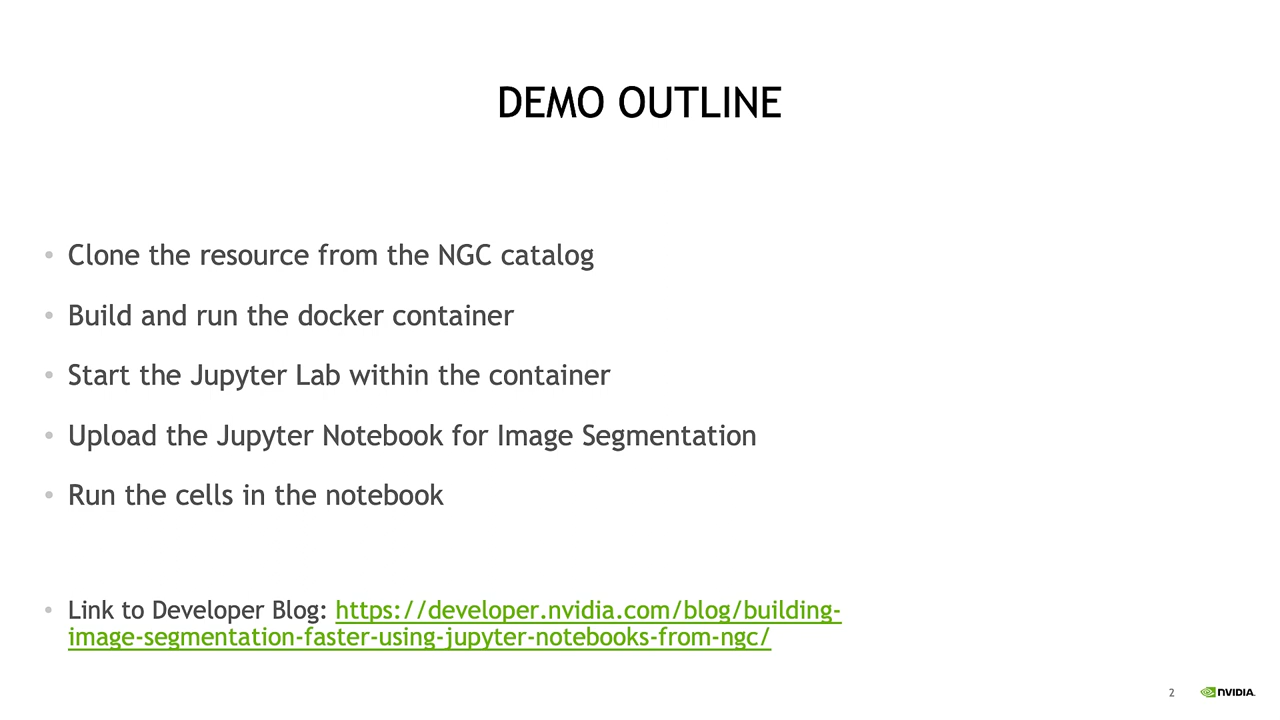 DEMO OUTLINE
• Clone the resource from the NGC catalog
• Build and run the docker container
• Start the Jupyter Lab within the container
• Upload the Jupyter Notebook for Image Segmentation
• Run the cells in the notebook
• Link to Developer Blog: https://developer.nvidia.com/blog/building-
image-segmentation-faster-using-jupyter-notebooks-from-ngc/
2 NVIDIA.